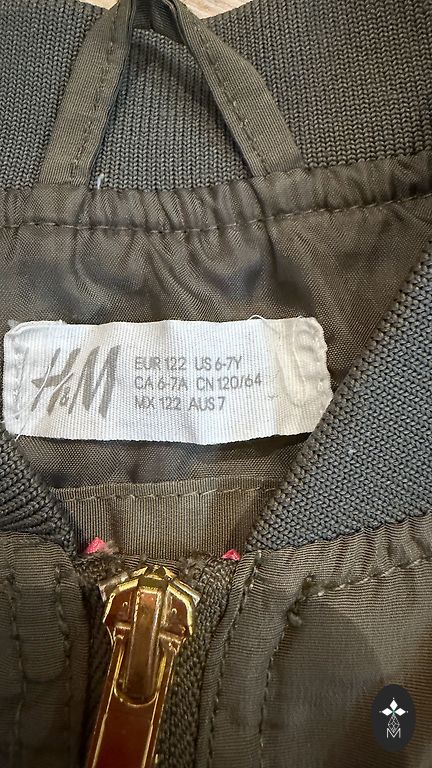 H&M
EUR 122 US 6-7Y
CA 6-7A CN 120/64
MX 122 AUS 7